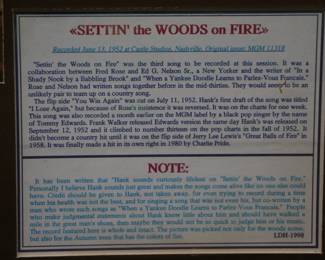 «SETTIN' the WOODS on FIRE»
Recorded June 13, 1952 at Castle Studios, Nashville. Original issue: MGM 11318
"Settin' the Woods on Fire" was the third song to be recorded at this session. It was a
collaboration between Fred Rose and Ed G. Nelson Sr., a New Yorker and the writer of "In a
Shady Nook by a Babbling Brook" and "When a Yankee Doodle Learns to Parlez-Vous Francais."
Rose and Nelson had written songs together before in the mid-thirties. They would seem to be an
unlikely pair to team up on a country song.
The flip side "You Win Again" was cut on July 11, 1952. Hank's first draft of the song was titled
"I Lose Again," but because of Rose's insistence it was reversed. It was on the charts for one week.
This song was also recorded a month earlier on the MGM label by a black pop singer by the name
of Tommy Edwards. Frank Walker released Edwards version the same day Hank's was released on
September 12, 1952 and it climbed to number thirteen on the pop charts in the fall of 1952. It
didn't become a country hit until it was on the flip side of Jerry Lee Lewis's "Great Balls of Fire" in
1958. It was finally made a hit in its own right in 1980 by Charlie Pride.
NOTE:
It has been written that "Hank sounds curiously lifeless on "Settin' the Woods on Fire."
Personally I believe Hank sounds just great and makes the songs come alive like no one else could
have. Credit should be given to Hank, not taken away, for even trying to record during a time
when his health was not the best, and for singing a song that was not even his, but co-written by a
man who wrote such songs as "When a Yankee Doodle Learns to Parlez-Vous Francais." People
who make judgmental statements about Hank know little about him and should have walked a
mile in the great man's shoes, then maybe they would not be so quick to judge him or his music.
The record featured here is whole and intact. The picture was picked not only for the woods some,
but also for the Autumn trees that has the colors of fire.
LDH-1998